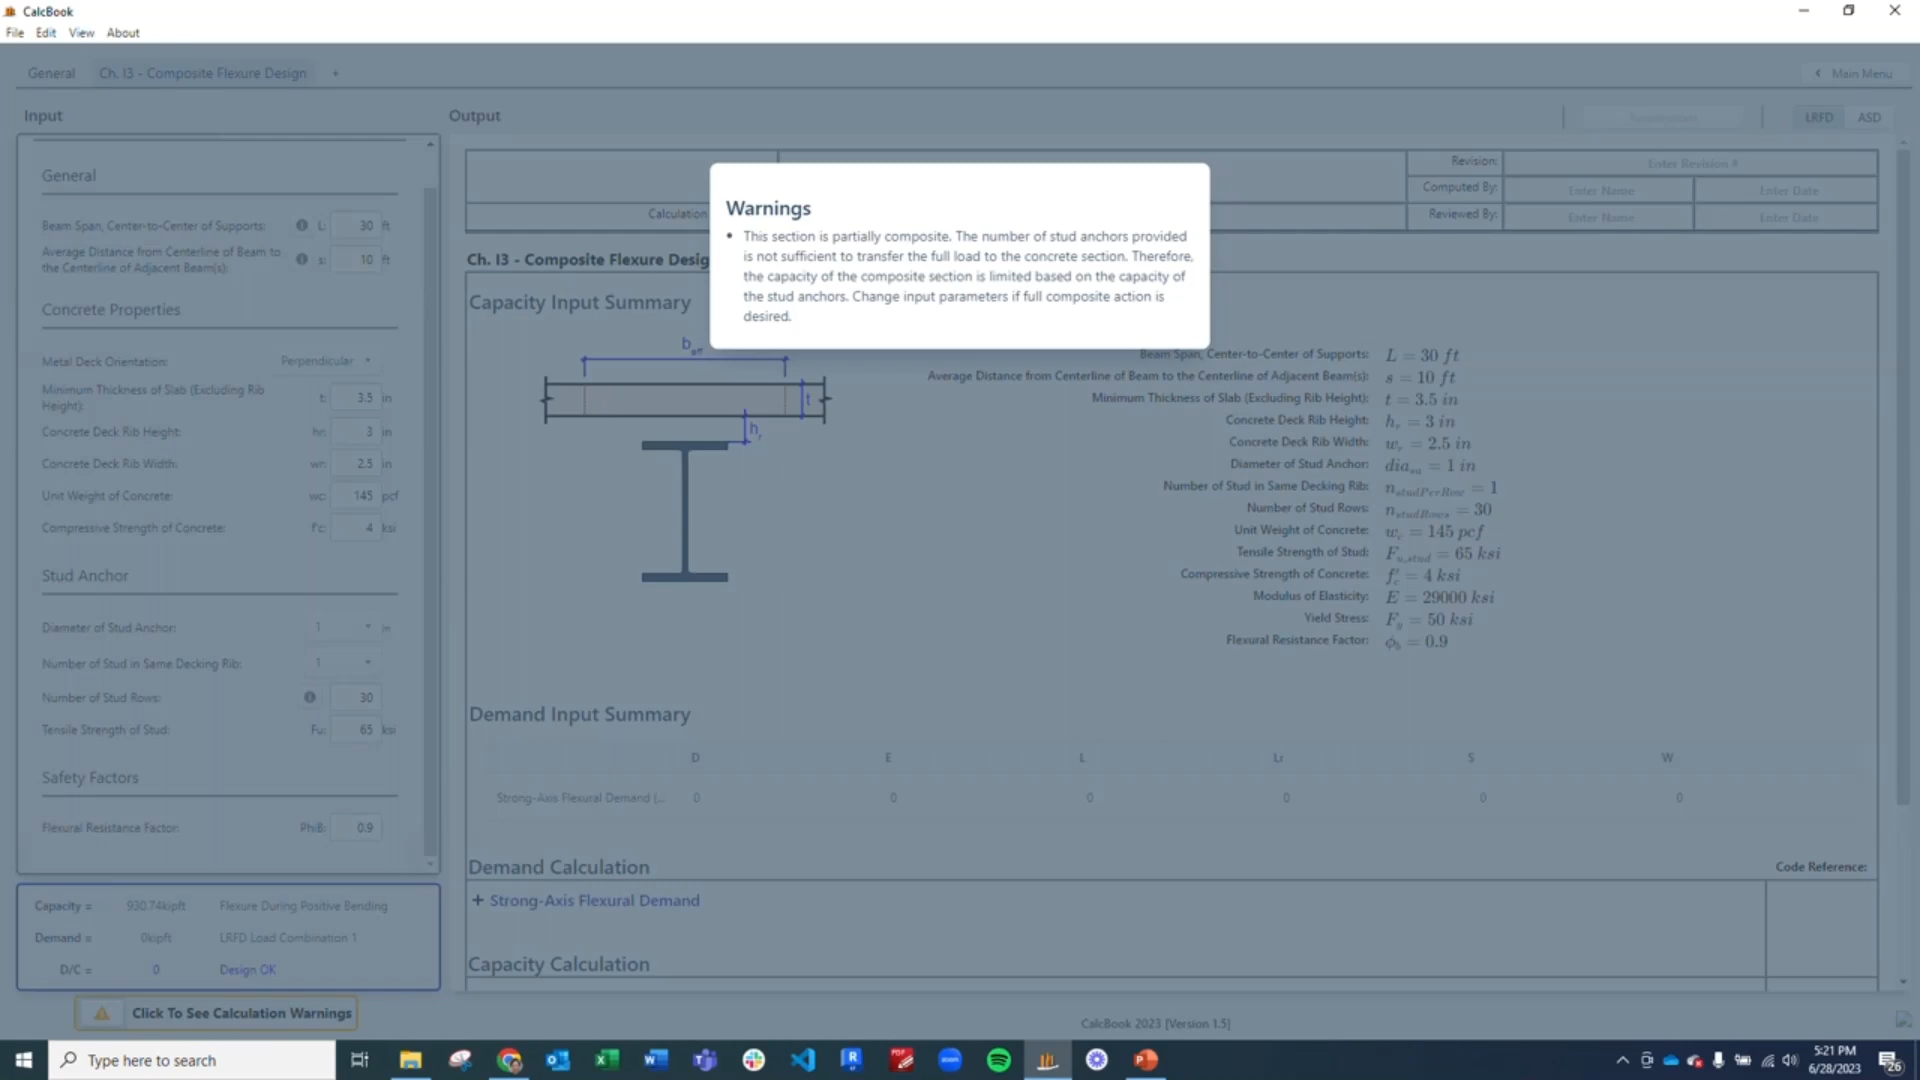 CalcBook
File Edit View About
General Ch. I3 - Composite Flexure Design +
Main Menu
Input
Output
LRFD ASD
General
Beam Span, Center-to-Center of Supports: L: 30 ft
Average Distance from Centerline of Beam to
the Centerline of Adjacent Beam(s): s: 10 ft
Concrete Properties
Metal Deck Orientation: Perpendicular
Minimum Thickness of Slab (Excluding Rib
Height): t: 3.5 in
Concrete Deck Rib Height: hr: 3 in
Concrete Deck Rib Width: wr: 2.5 in
Unit Weight of Concrete: wc: 145 pcf
Compressive Strength of Concrete: f'c: 4 ksi
Stud Anchor
Diameter of Stud Anchor: 1 in
Number of Stud in Same Decking Rib: 1
Number of Stud Rows: 30
Tensile Strength of Stud: Fu: 65 ksi
Safety Factors
Flexural Resistance Factor: PhiB: 0.9
Capacity = 930.74kipft Flexure During Positive Bending
Demand = 0kipft LRFD Load Combination 1
D/C = 0 Design OK
Click To See Calculation Warnings
Revision: Enter Revision #
Computed By: Enter Name Enter Date
Calculation
Reviewed By: Enter Name Enter Date
Warnings
• This section is partially composite. The number of stud anchors provided
is not sufficient to transfer the full load to the concrete section. Therefore,
the capacity of the composite section is limited based on the capacity of
the stud anchors. Change input parameters if full composite action is
desired.
Ch. I3 - Composite Flexure Desig
Capacity Input Summary
b eff
t
h r
Beam Span, Center-to-Center of Supports: L = 30 ft
Average Distance from Centerline of Beam to the Centerline of Adjacent Beam(s): s = 10 ft
Minimum Thickness of Slab (Excluding Rib Height): t = 3.5 in
Concrete Deck Rib Height: h_r = 3 in
Concrete Deck Rib Width: w_r = 2.5 in
Diameter of Stud Anchor: dia_sa = 1 in
Number of Stud in Same Decking Rib: n_studPerRow = 1
Number of Stud Rows: n_studRows = 30
Unit Weight of Concrete: w_c = 145 pcf
Tensile Strength of Stud: F_u,stud = 65 ksi
Compressive Strength of Concrete: f'_c = 4 ksi
Modulus of Elasticity: E = 29000 ksi
Yield Stress: F_y = 50 ksi
Flexural Resistance Factor: ϕ_b = 0.9
Demand Input Summary
D E L Lr S W
Strong-Axis Flexural Demand (... 0 0 0 0 0 0
Demand Calculation
Code Reference:
+ Strong-Axis Flexural Demand
Capacity Calculation
CalcBook 2023 [Version 1.5]
Type here to search
5:21 PM
6/28/2023
26